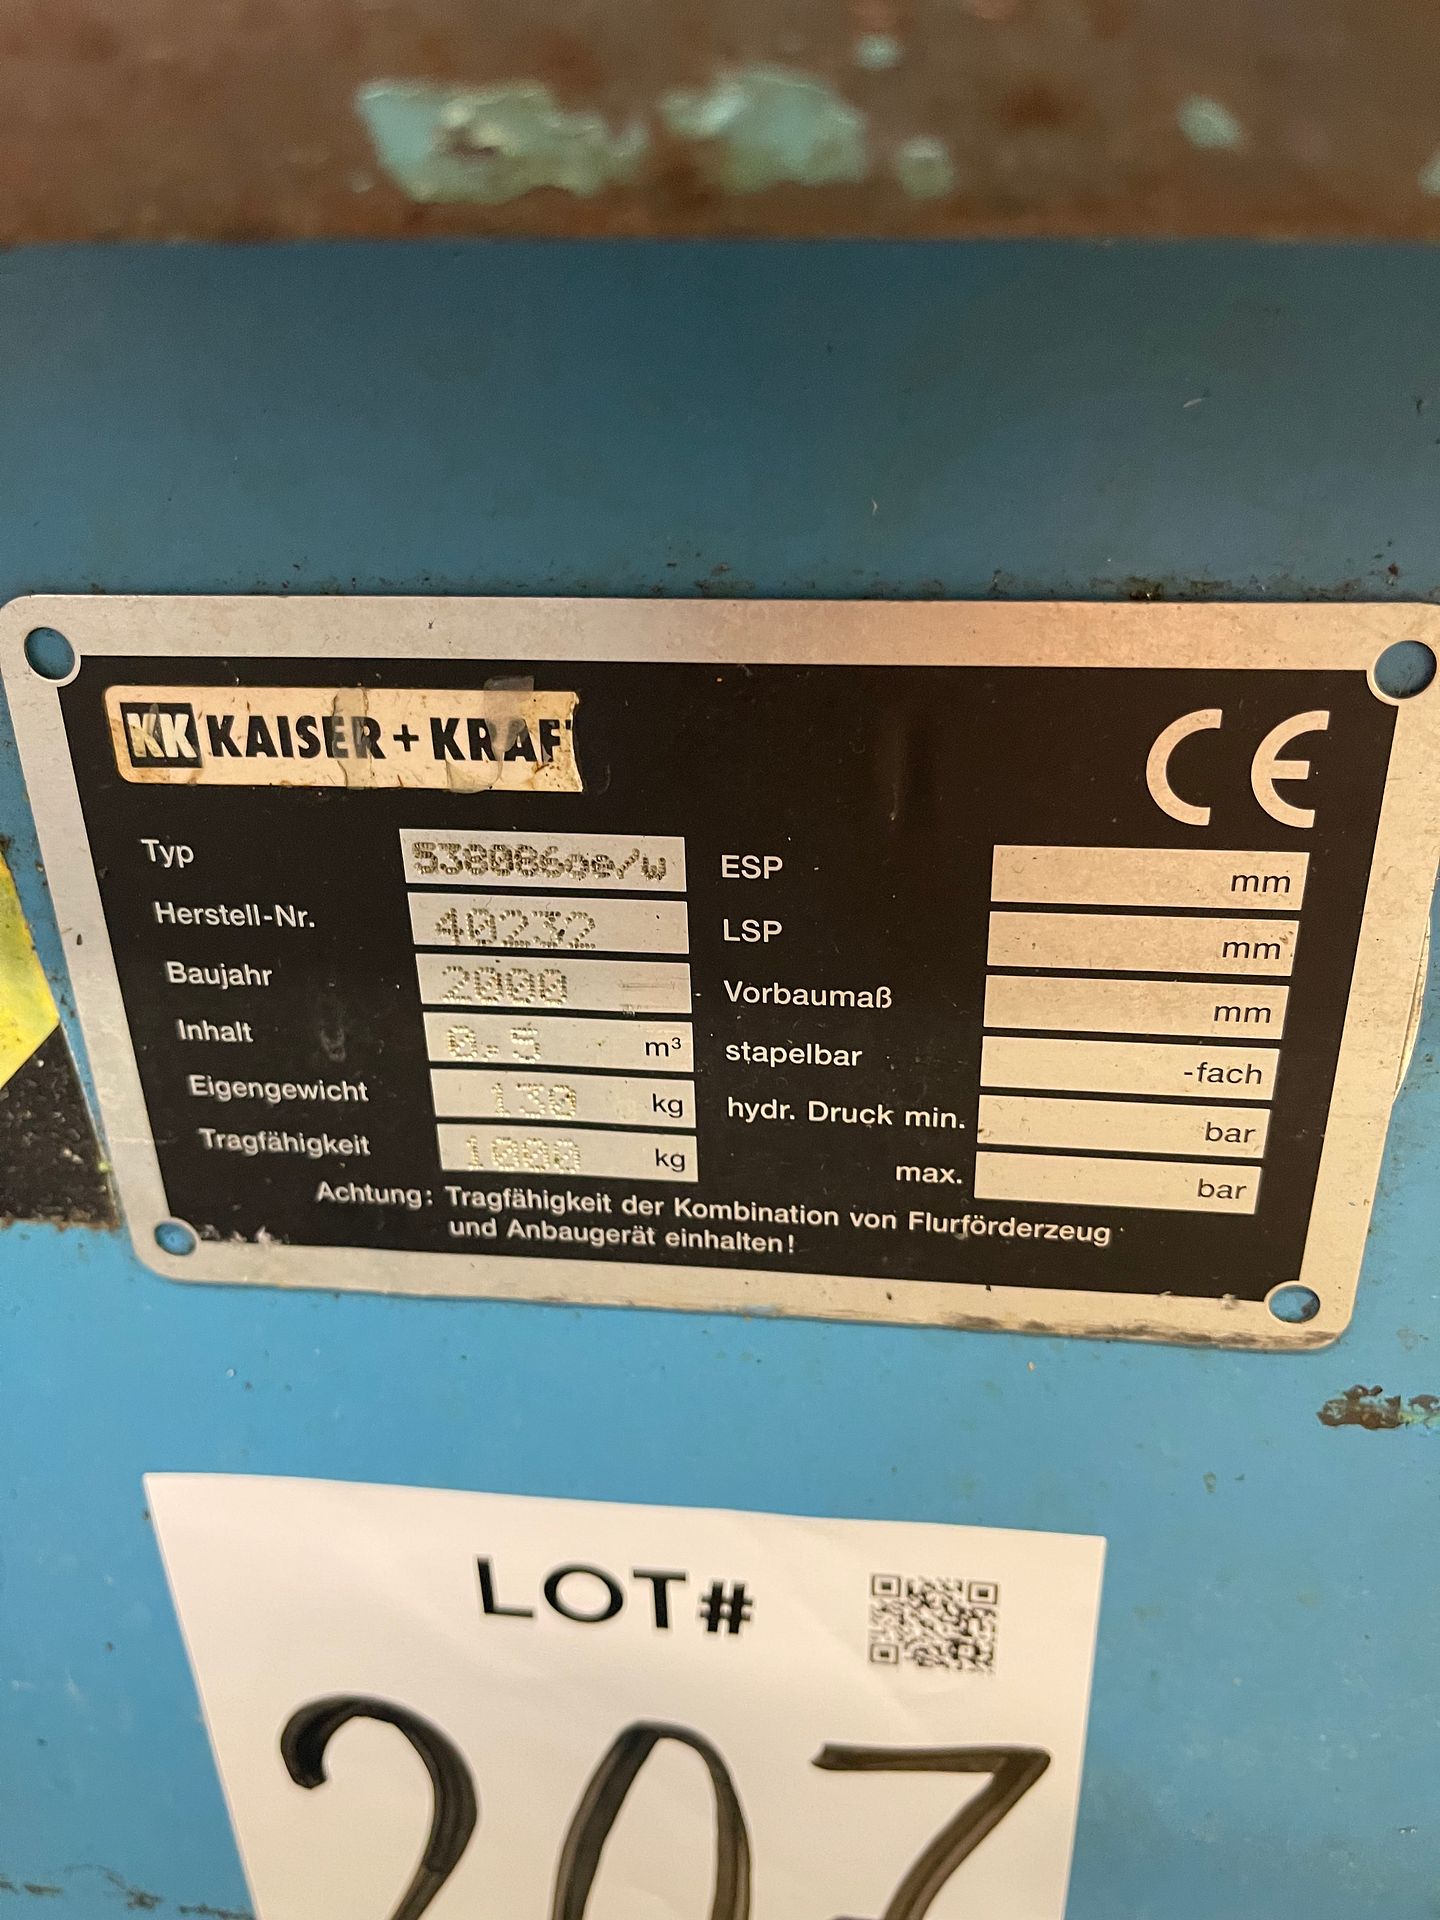 KK KAISER+KRAF
CE
Typ 538086oe/w
Herstell-Nr. 40232
Baujahr 2000
Inhalt 0.5 m³
Eigengewicht 130 kg
Tragfähigkeit 1000 kg
ESP mm
LSP mm
Vorbaumaß mm
stapelbar -fach
hydr. Druck min. bar
max. bar
Achtung: Tragfähigkeit der Kombination von Flurförderzeug
und Anbaugerät einhalten!
LOT#
207